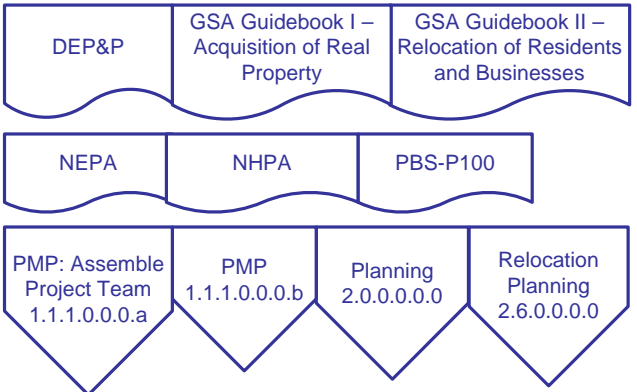 DEP&P
GSA Guidebook I –
Acquisition of Real
Property
GSA Guidebook II –
Relocation of Residents
and Businesses
NEPA
NHPA
PBS-P100
PMP: Assemble
Project Team
1.1.1.0.0.0.a
PMP
1.1.1.0.0.0.b
Planning
2.0.0.0.0.0
Relocation
Planning
2.6.0.0.0.0